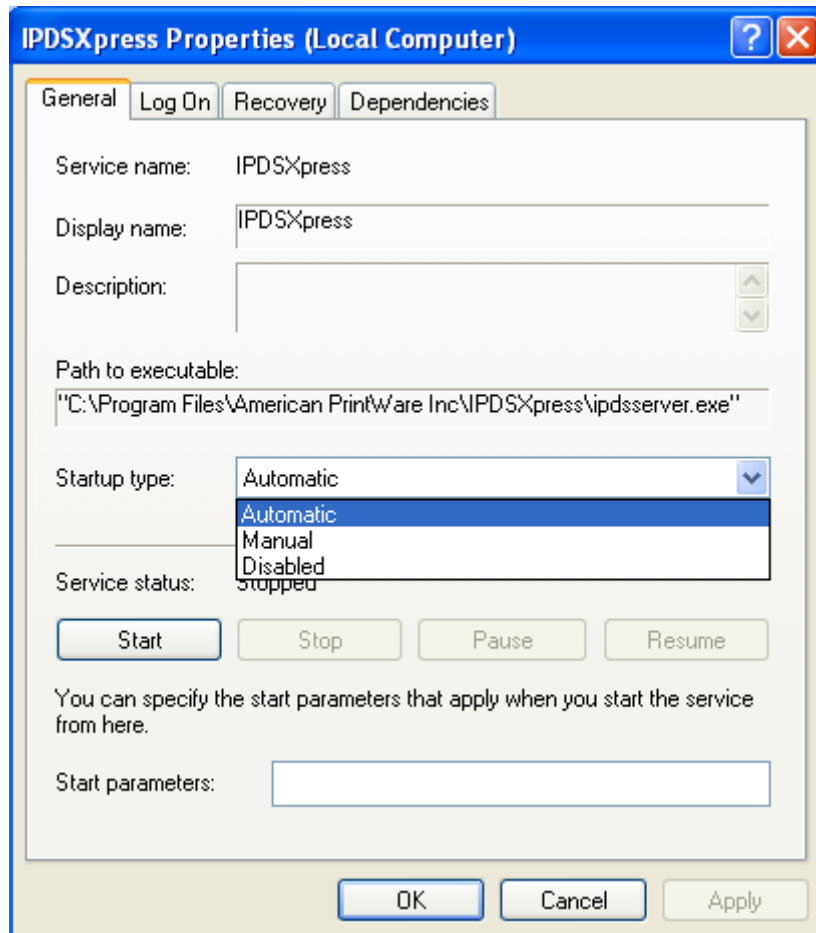 IPDSXpress Properties (Local Computer)
General Log On Recovery Dependencies
Service name: IPDSXpress
Display name: IPDSXpress
Description:
Path to executable:
"C:\Program Files\American PrintWare Inc\IPDSXpress\ipdsserver.exe"
Startup type: Automatic
Automatic
Manual
Disabled
Service status: Stopped
Start Stop Pause Resume
You can specify the start parameters that apply when you start the service
from here.
Start parameters:
OK Cancel Apply